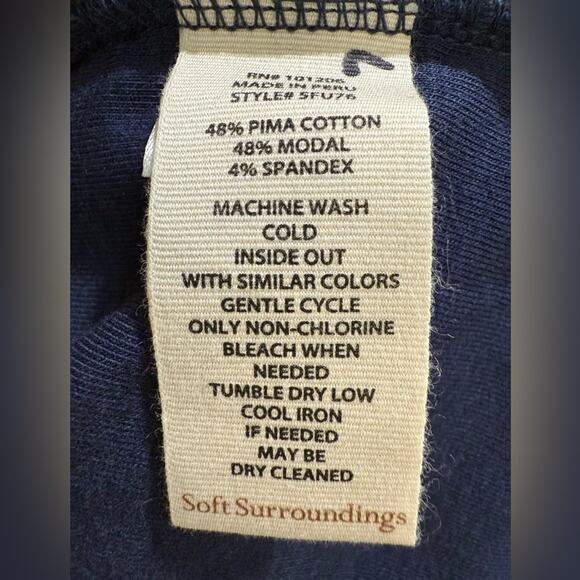 RN# 101206
MADE IN PERU
STYLE# 5FU76
48% PIMA COTTON
48% MODAL
4% SPANDEX
MACHINE WASH
COLD
INSIDE OUT
WITH SIMILAR COLORS
GENTLE CYCLE
ONLY NON-CHLORINE
BLEACH WHEN
NEEDED
TUMBLE DRY LOW
COOL IRON
IF NEEDED
MAY BE
DRY CLEANED
Soft Surroundings